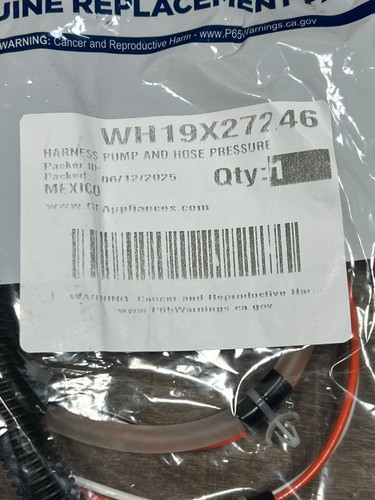 REPLACEMENT
WARNING: Cancer and Reproductive Harm - www.P65Warnings.ca.gov
WH19X27246
HARNESS PUMP AND HOSE PRESSURE
Packer ID:
Packed: 06/12/2025
Qty: 1
MEXICO
www.GEAppliances.com
WARNING Cancer and Reproductive Harm
www.P65Warnings.ca.gov